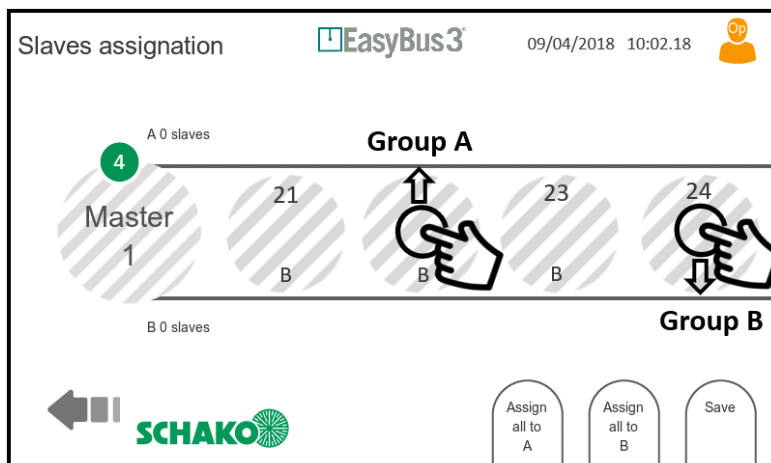 Slaves assignation
EasyBus3
09/04/2018 10:02.18
Op
A 0 slaves
Group A
4
Master
1
21
B
B
23
B
24
Group B
B 0 slaves
SCHAKO
Assign
all to
A
Assign
all to
B
Save